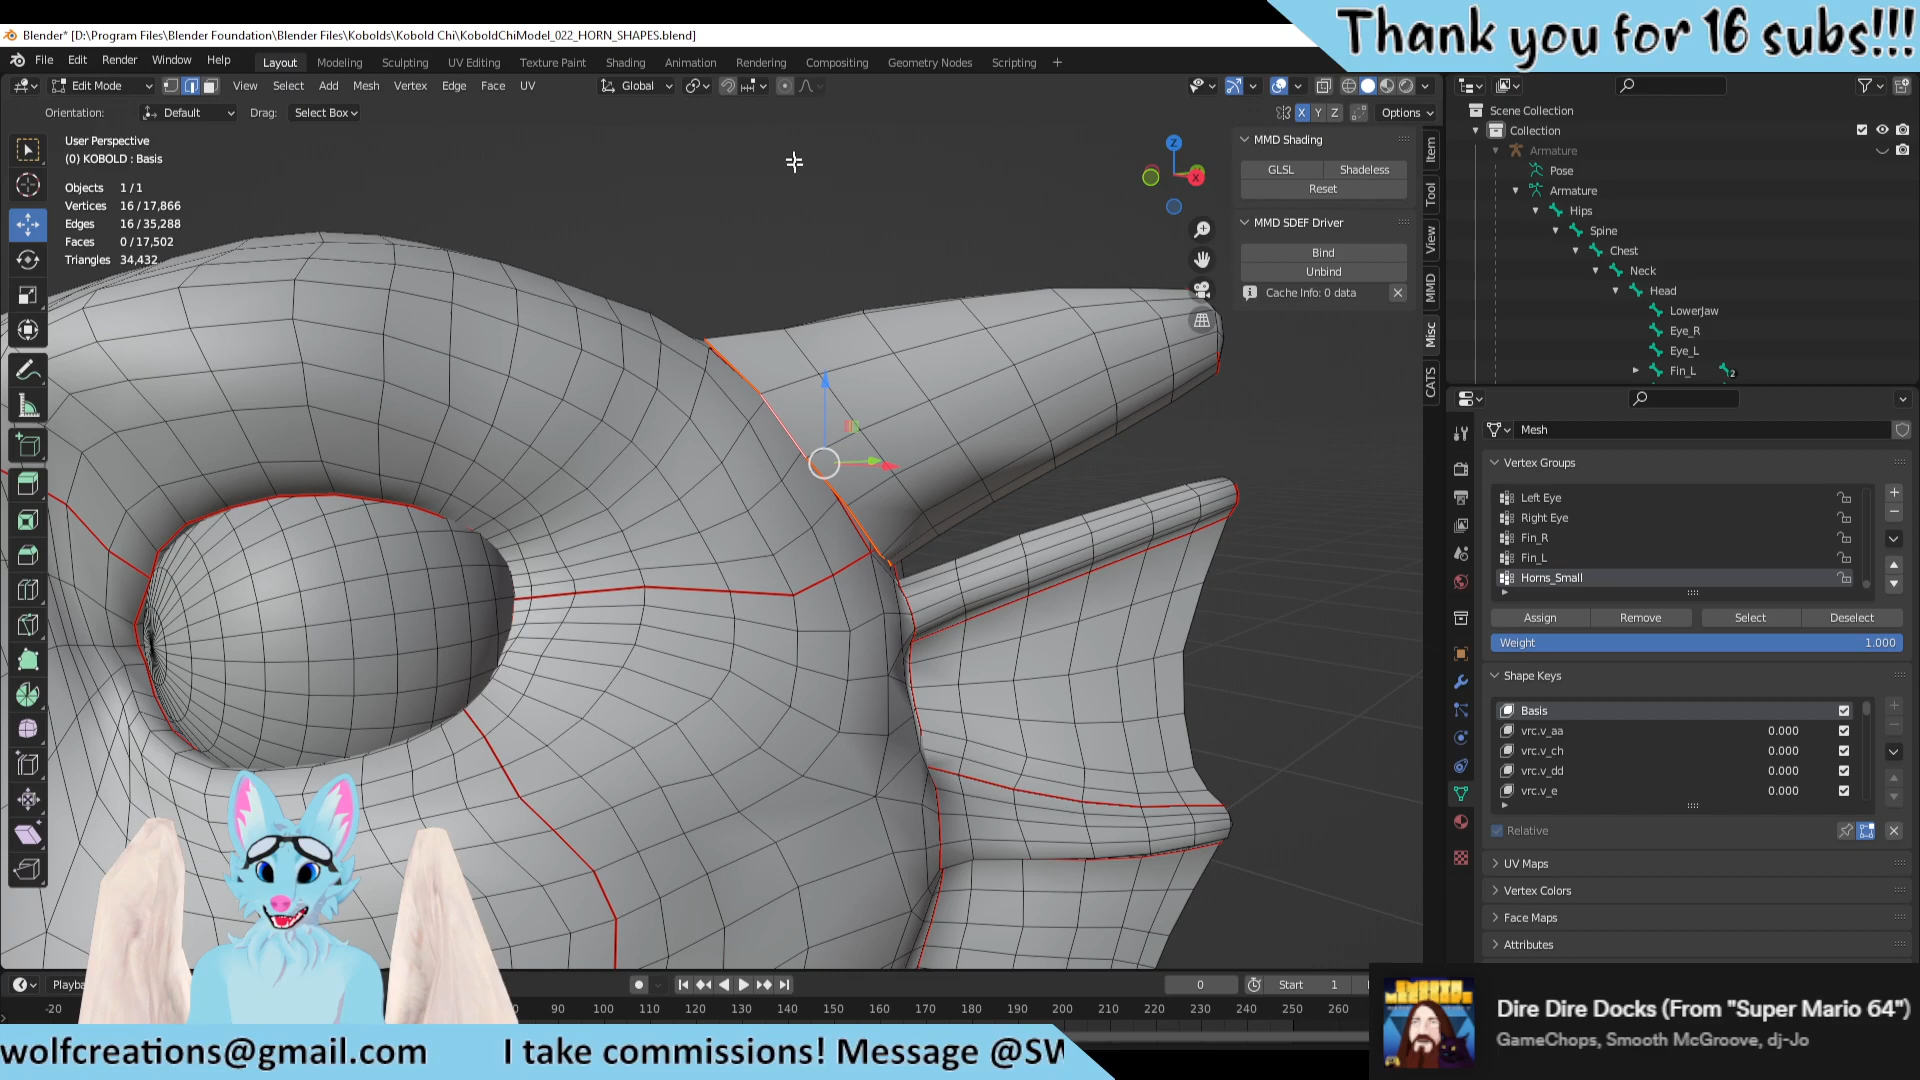 Thank you for 16 subs!!!
Blender* [D:\Program Files\Blender Foundation\Blender Files\Kobolds\Kobold Chi\KoboldChiModel_022_HORN_SHAPES.blend]
File Edit Render Window Help Layout Modeling Sculpting UV Editing Texture Paint Shading Animation Rendering Compositing Geometry Nodes Scripting +
Edit Mode View Select Add Mesh Vertex Edge Face UV Global
Orientation: Default Drag: Select Box X Y Z Options
User Perspective
(0) KOBOLD : Basis
Objects 1 / 1
Vertices 16 / 17,866
Edges 16 / 35,288
Faces 0 / 17,502
Triangles 34,432
Z
X
MMD Shading
GLSL Shadeless
Reset
MMD SDEF Driver
Bind
Unbind
Cache Info: 0 data
Item
Tool
View
MMD
Misc
CATS
Scene Collection
Collection
Armature
Pose
Armature
Hips
Spine
Chest
Neck
Head
LowerJaw
Eye_R
Eye_L
Fin_L 2
Mesh
Vertex Groups
Left Eye
Right Eye
Fin_R
Fin_L
Horns_Small
Assign Remove Select Deselect
Weight 1.000
Shape Keys
Basis
vrc.v_aa 0.000
vrc.v_ch 0.000
vrc.v_dd 0.000
vrc.v_e 0.000
Relative
UV Maps
Vertex Colors
Face Maps
Attributes
Playba 0 Start 1
-20 90 100 110 120 130 140 150 160 170 180 190 200 210 220 230 240 250 260
wolfcreations@gmail.com I take commissions! Message @SW
Dire Dire Docks (From "Super Mario 64")
GameChops, Smooth McGroove, dj-Jo